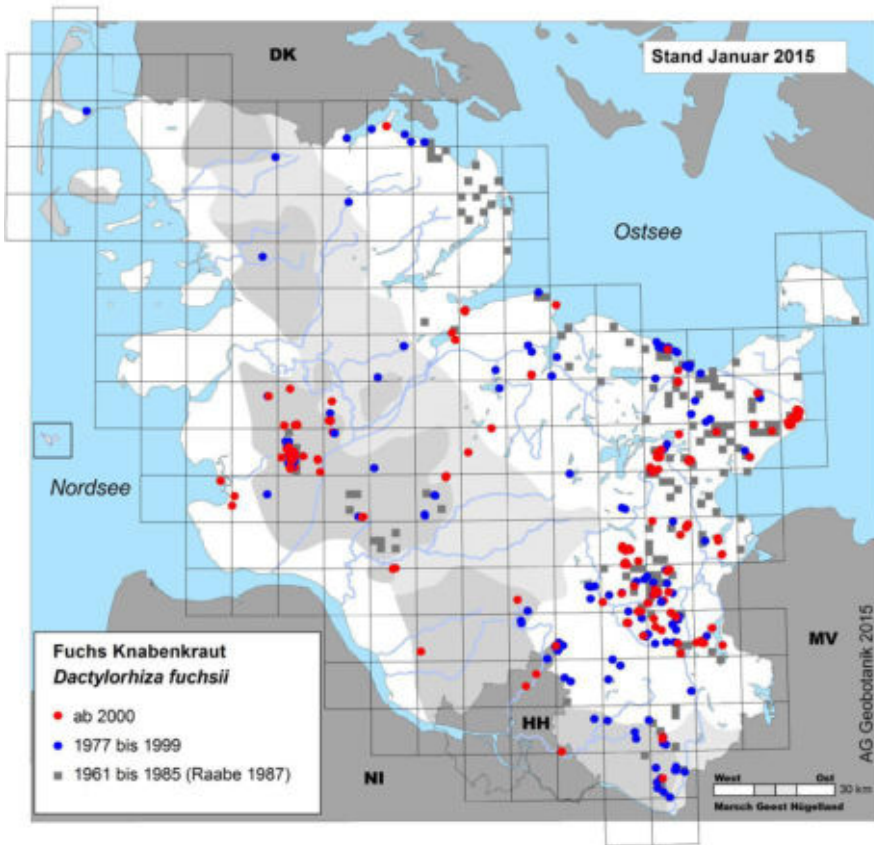 DK
Stand Januar 2015
Ostsee
Nordsee
MV
HH
NI
Fuchs Knabenkraut
Dactylorhiza fuchsii
ab 2000
1977 bis 1999
1961 bis 1985 (Raabe 1987)
West Ost
30 km
Marsch Geest Hügelland
AG Geobotanik 2015